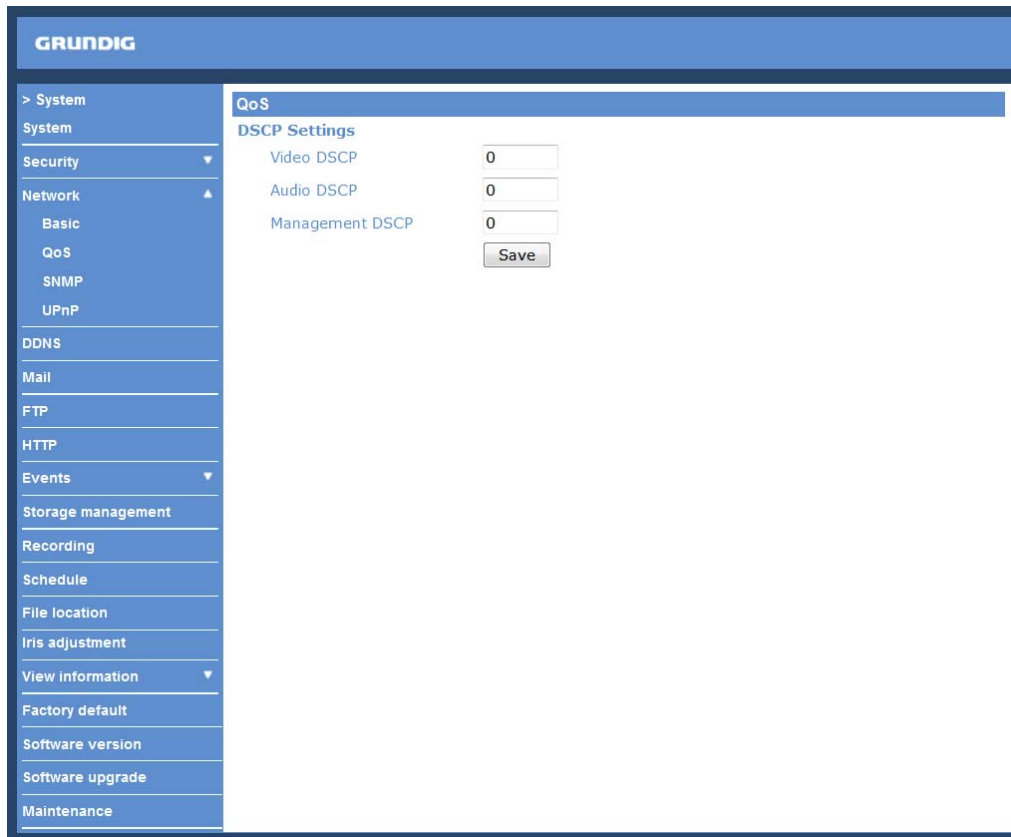 GRUNDIG
> System
System
Security
Network
Basic
QoS
SNMP
UPnP
DDNS
Mail
FTP
HTTP
Events
Storage management
Recording
Schedule
File location
Iris adjustment
View information
Factory default
Software version
Software upgrade
Maintenance
QoS
DSCP Settings
Video DSCP 0
Audio DSCP 0
Management DSCP 0
Save